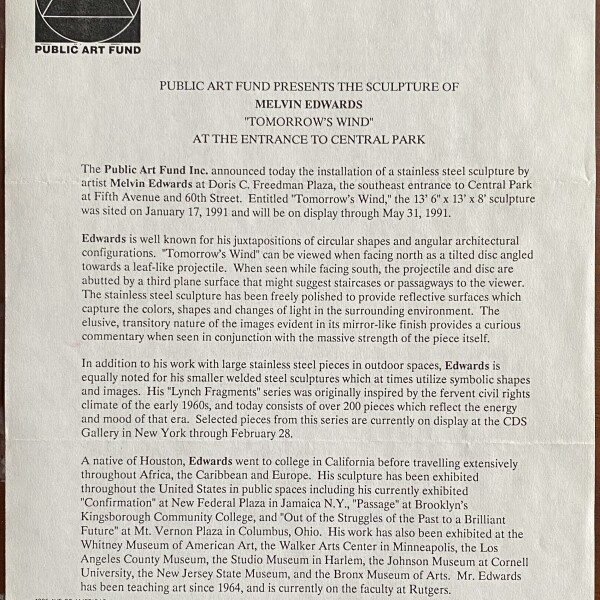 PUBLIC ART FUND
PUBLIC ART FUND PRESENTS THE SCULPTURE OF
MELVIN EDWARDS
"TOMORROW'S WIND"
AT THE ENTRANCE TO CENTRAL PARK
The Public Art Fund Inc. announced today the installation of a stainless steel sculpture by
artist Melvin Edwards at Doris C. Freedman Plaza, the southeast entrance to Central Park
at Fifth Avenue and 60th Street. Entitled "Tomorrow's Wind," the 13' 6" x 13' x 8' sculpture
was sited on January 17, 1991 and will be on display through May 31, 1991.
Edwards is well known for his juxtapositions of circular shapes and angular architectural
configurations. "Tomorrow's Wind" can be viewed when facing north as a tilted disc angled
towards a leaf-like projectile. When seen while facing south, the projectile and disc are
abutted by a third plane surface that might suggest staircases or passagways to the viewer.
The stainless steel sculpture has been freely polished to provide reflective surfaces which
capture the colors, shapes and changes of light in the surrounding environment. The
elusive, transitory nature of the images evident in its mirror-like finish provides a curious
commentary when seen in conjunction with the massive strength of the piece itself.
In addition to his work with large stainless steel pieces in outdoor spaces, Edwards is
equally noted for his smaller welded steel sculptures which at times utilize symbolic shapes
and images. His "Lynch Fragments" series was originally inspired by the fervent civil rights
climate of the early 1960s, and today consists of over 200 pieces which reflect the energy
and mood of that era. Selected pieces from this series are currently on display at the CDS
Gallery in New York through February 28.
A native of Houston, Edwards went to college in California before travelling extensively
throughout Africa, the Caribbean and Europe. His sculpture has been exhibited
throughout the United States in public spaces including his currently exhibited
"Confirmation" at New Federal Plaza in Jamaica N.Y., "Passage" at Brooklyn's
Kingsborough Community College, and "Out of the Struggles of the Past to a Brilliant
Future" at Mt. Vernon Plaza in Columbus, Ohio. His work has also been exhibited at the
Whitney Museum of American Art, the Walker Arts Center in Minneapolis, the Los
Angeles County Museum, the Studio Museum in Harlem, the Johnson Museum at Cornell
University, the New Jersey State Museum, and the Bronx Museum of Arts. Mr. Edwards
has been teaching art since 1964, and is currently on the faculty at Rutgers.